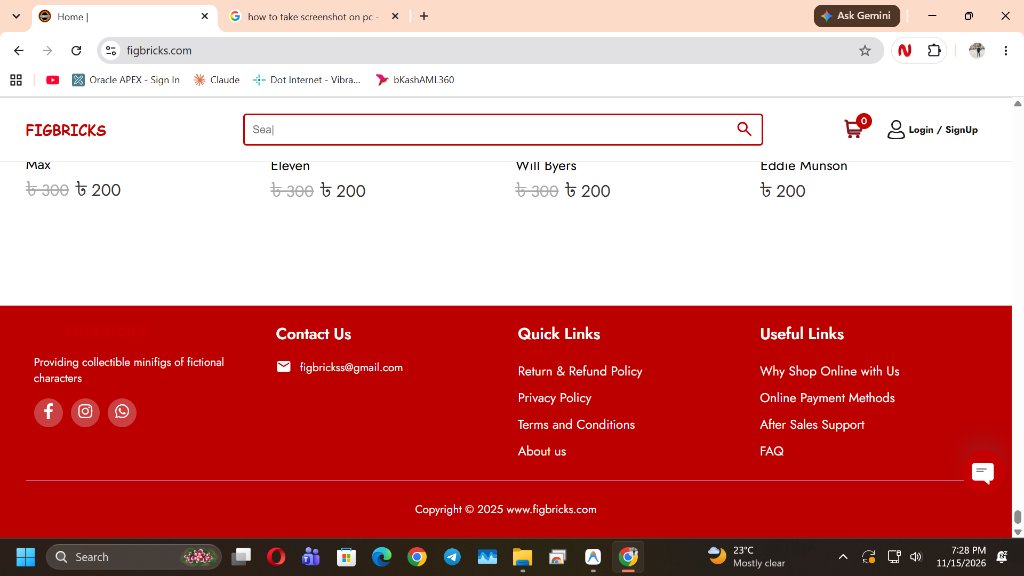 Home |
how to take screenshot on pc -
Ask Gemini
figbricks.com
Oracle APEX - Sign In
Claude
Dot Internet - Vibra...
bKashAML360
FIGBRICKS
Sea
0
Login / SignUp
Max
Eleven
Will Byers
Eddie Munson
৳ 300 ৳ 200
৳ 300 ৳ 200
৳ 300 ৳ 200
৳ 200
Providing collectible minifigs of fictional
characters
Contact Us
figbrickss@gmail.com
Quick Links
Return & Refund Policy
Privacy Policy
Terms and Conditions
About us
Useful Links
Why Shop Online with Us
Online Payment Methods
After Sales Support
FAQ
Copyright © 2025 www.figbricks.com
Search
23°C
Mostly clear
7:28 PM
11/15/2026